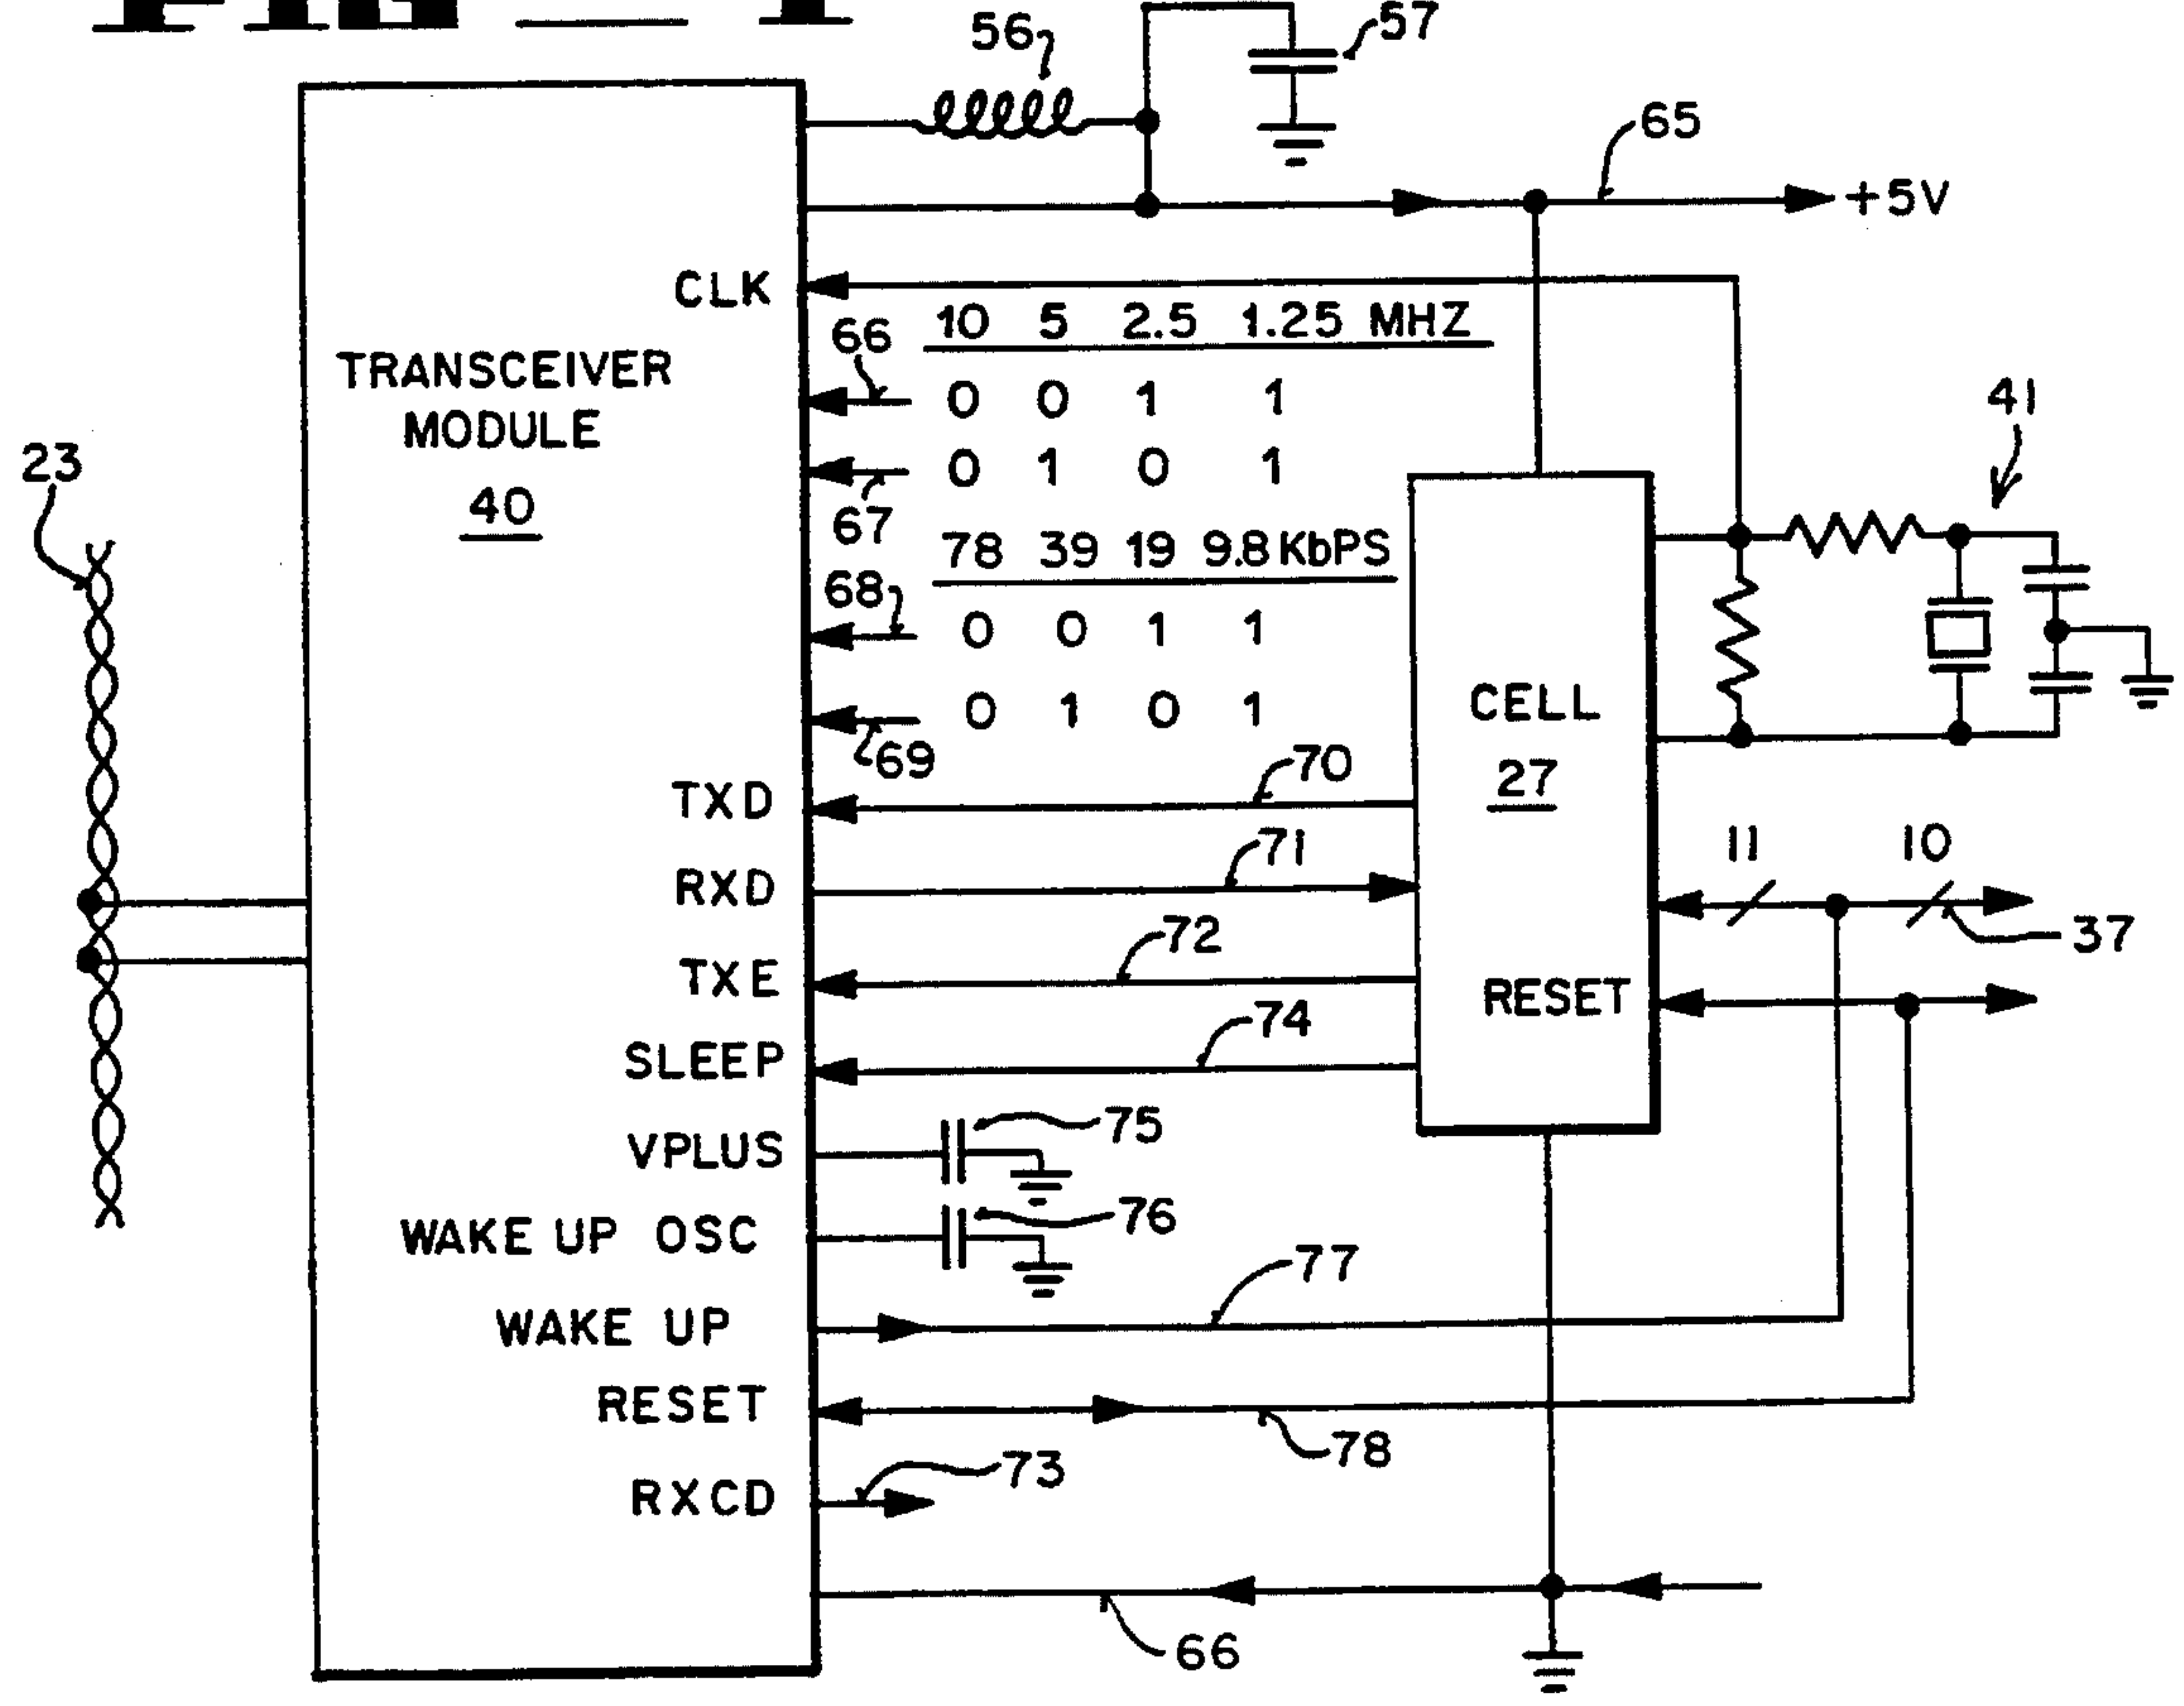 56
57
65
+5V
CLK
10 5 2.5 1.25 MHZ
66
0 0 1 1
TRANSCEIVER
MODULE
40
41
23
0 1 0 1
67
78 39 19 9.8 KbPS
68
0 0 1 1
0 1 0 1
69
CELL
27
TXD
70
RXD
71
11
10
37
TXE
72
RESET
SLEEP
74
VPLUS
75
WAKE UP OSC
76
WAKE UP
77
RESET
78
RXCD
73
66